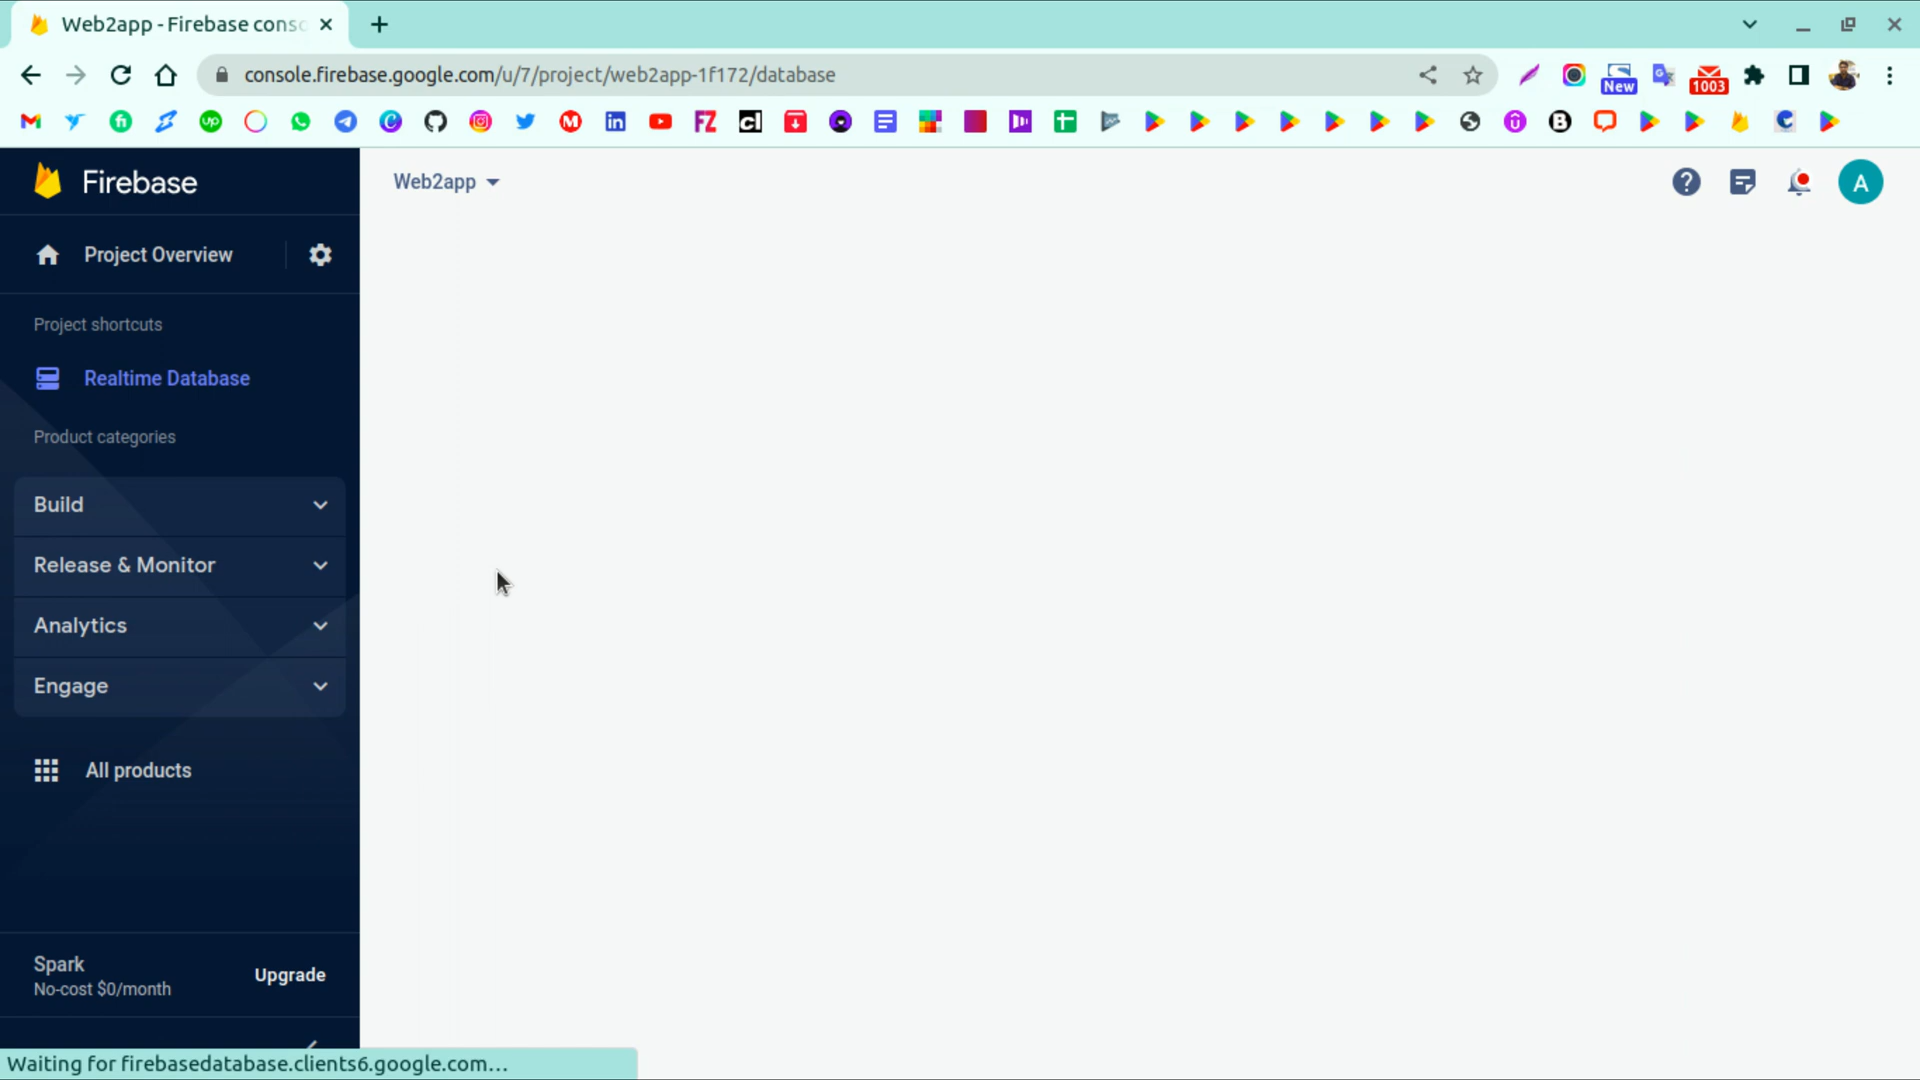 Web2app - Firebase conso
console.firebase.google.com/u/7/project/web2app-1f172/database
New
1003
Firebase
Web2app
A
Project Overview
Project shortcuts
Realtime Database
Product categories
Build
Release & Monitor
Analytics
Engage
All products
Spark
No-cost $0/month
Upgrade
Waiting for firebasedatabase.clients6.google.com...